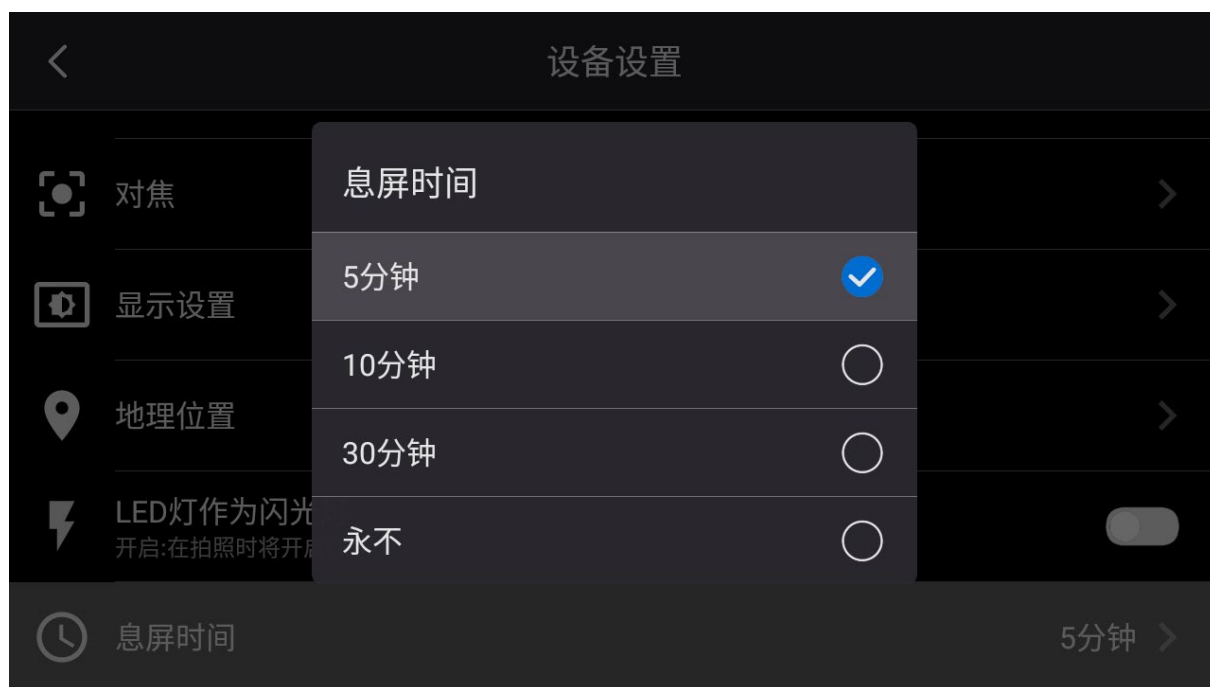 设备设置
对焦
息屏时间
5分钟
显示设置
10分钟
地理位置
30分钟
LED灯作为闪光
开启:在拍照时将开
永不
息屏时间
5分钟